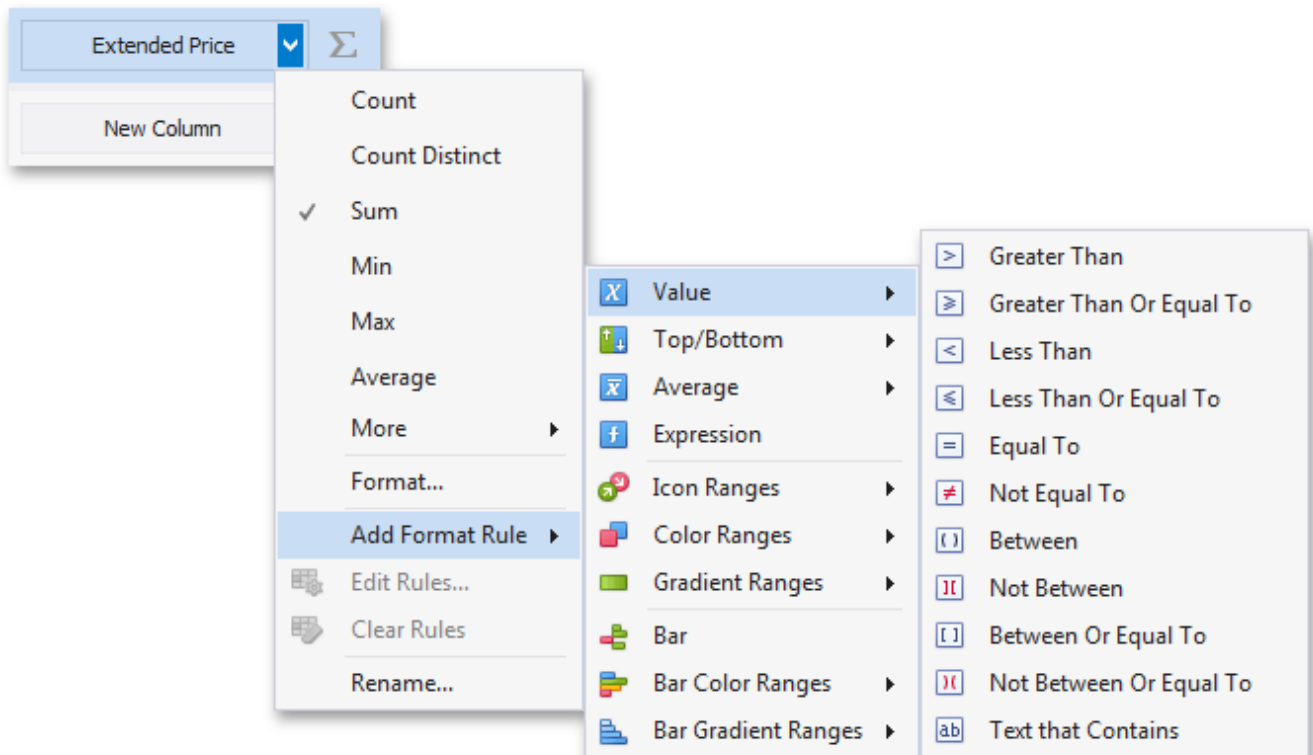 Extended Price
Σ
New Column
Count
Count Distinct
Sum
Min
Max
Average
More
Format...
Add Format Rule
Edit Rules...
Clear Rules
Rename...
Value
Top/Bottom
Average
Expression
Icon Ranges
Color Ranges
Gradient Ranges
Bar
Bar Color Ranges
Bar Gradient Ranges
> Greater Than
⩾ Greater Than Or Equal To
< Less Than
⩽ Less Than Or Equal To
= Equal To
≠ Not Equal To
( ) Between
][ Not Between
[ ] Between Or Equal To
)( Not Between Or Equal To
ab Text that Contains